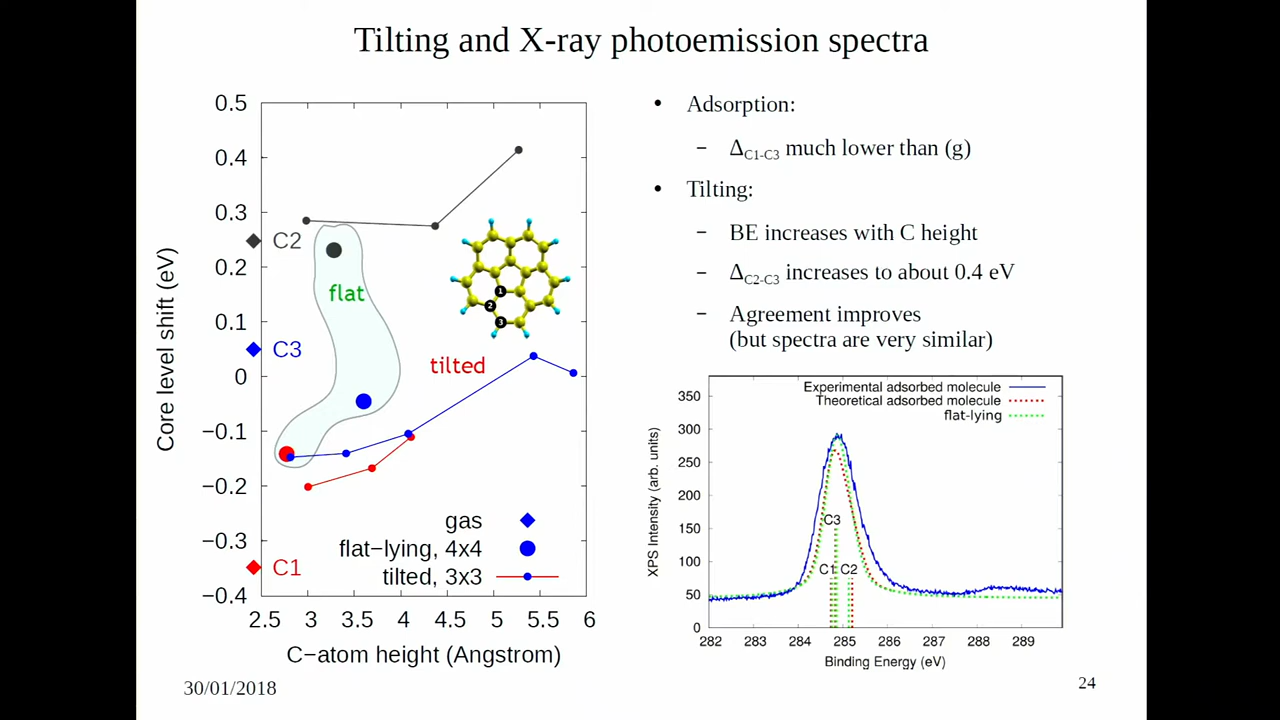 Tilting and X-ray photoemission spectra
0.5
0.4
0.3
0.2
0.1
0
−0.1
−0.2
−0.3
−0.4
Core level shift (eV)
C2
C3
C1
flat
tilted
1
2
3
gas
flat−lying, 4x4
tilted, 3x3
2.5 3 3.5 4 4.5 5 5.5 6
C−atom height (Angstrom)
• Adsorption:
– ΔC1-C3 much lower than (g)
• Tilting:
– BE increases with C height
– ΔC2-C3 increases to about 0.4 eV
– Agreement improves
(but spectra are very similar)
Experimental adsorbed molecule
Theoretical adsorbed molecule
flat-lying
350
300
250
200
150
100
50
0
XPS Intensity (arb. units)
C3
C1 C2
282 283 284 285 286 287 288 289
Binding Energy (eV)
30/01/2018
24